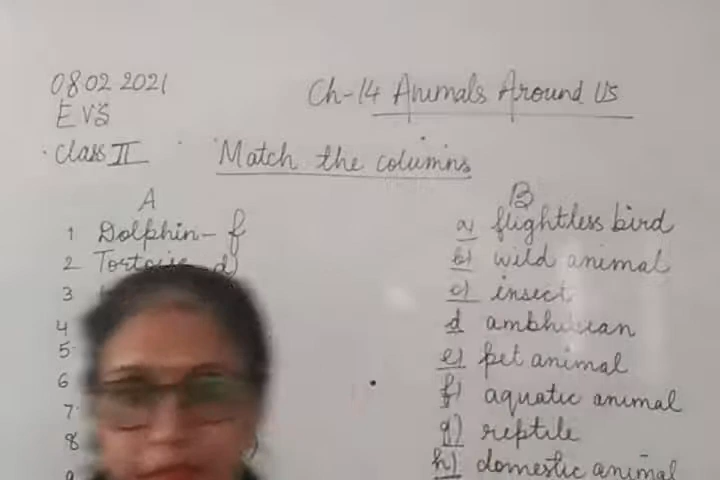 08.02 2021
Ch-14 Animals Around Us
EVS
Class II
Match the columns
A
B
1 Dolphin - f
a) flightless bird
2 Tortoise - d)
b) wild animal
3
c) insect
4
d ambhibian
5
e) pet animal
6
f) aquatic animal
7
g) reptile
8
h) domestic animal
9